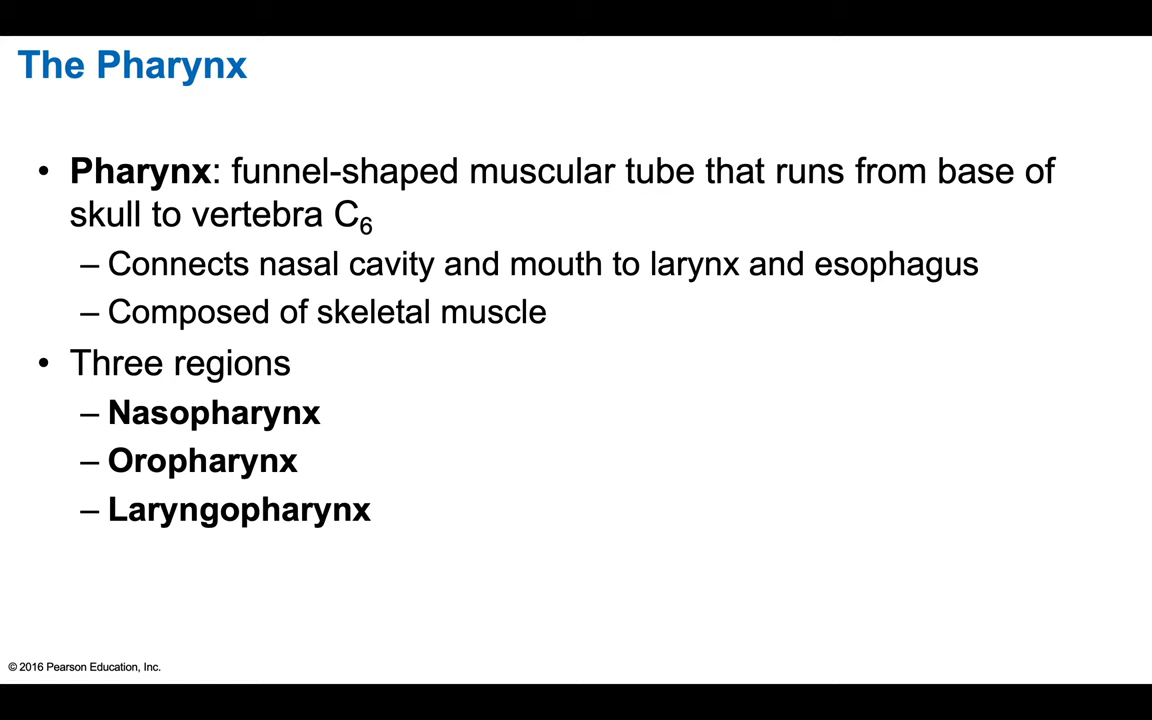 The Pharynx
• Pharynx: funnel-shaped muscular tube that runs from base of
skull to vertebra C₆
– Connects nasal cavity and mouth to larynx and esophagus
– Composed of skeletal muscle
• Three regions
– Nasopharynx
– Oropharynx
– Laryngopharynx
© 2016 Pearson Education, Inc.